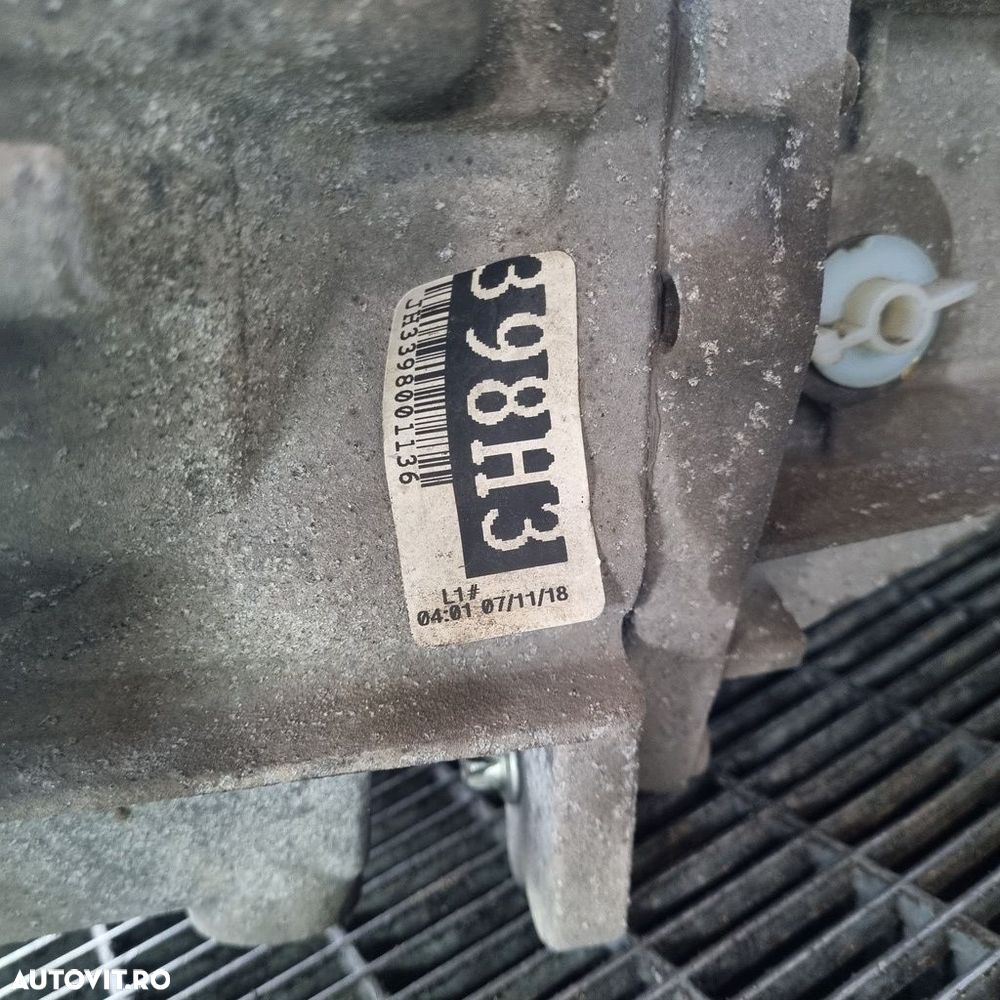 398H3
JH3398001136
L1#
04:01 07/11/18
AUTOVIT.RO